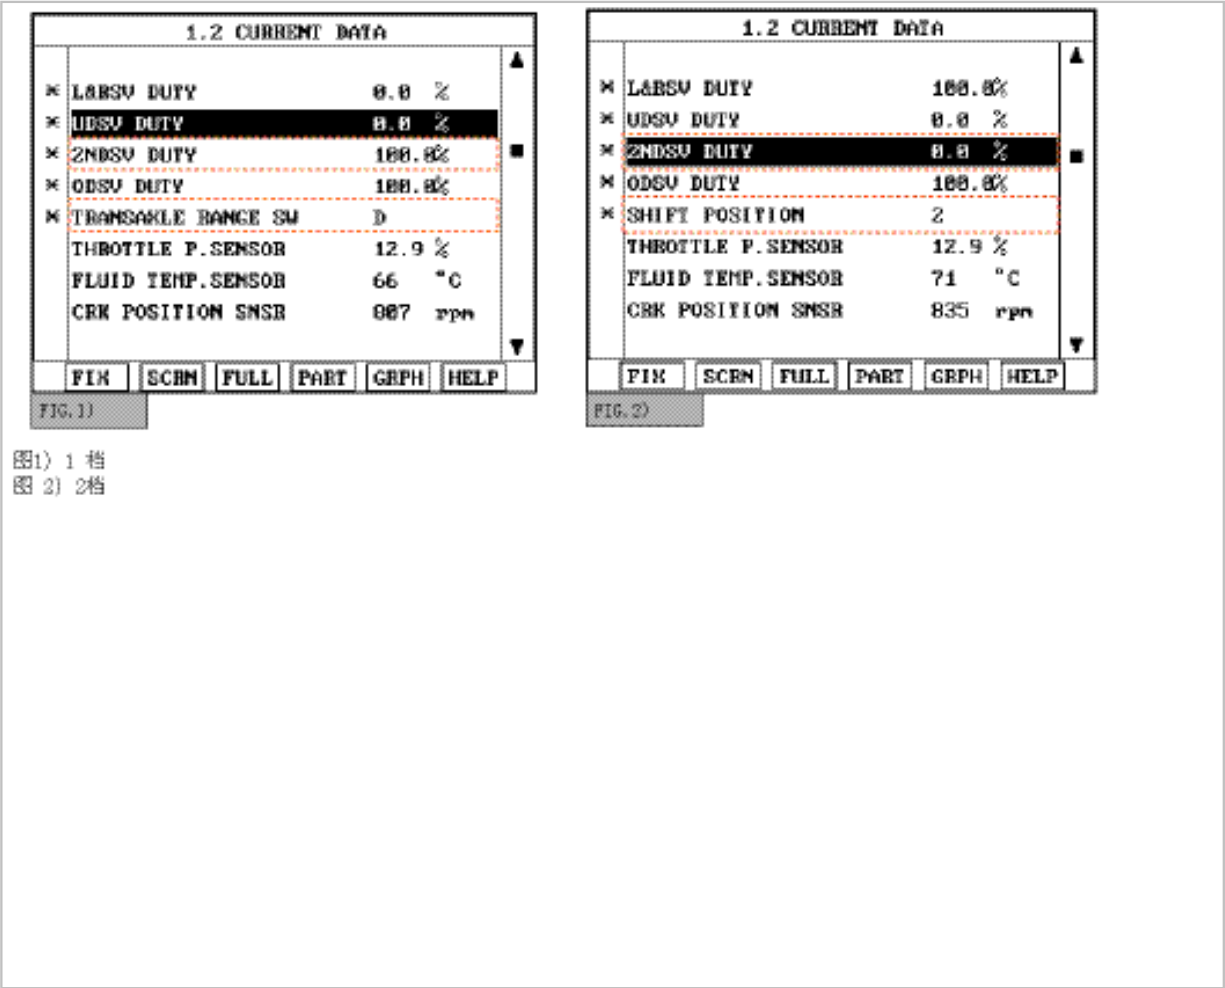 1.2 CURRENT DATA
× L&RSV DUTY 0.0 %
× UDSV DUTY 0.0 %
× 2NDSV DUTY 100.0%
× ODSV DUTY 100.0%
× TRANSAXLE RANGE SW D
THROTTLE P.SENSOR 12.9 %
FLUID TEMP.SENSOR 66 °C
CRK POSITION SNSR 807 rpm
FIX SCRN FULL PART GRPH HELP
FIG.1)
1.2 CURRENT DATA
× L&RSV DUTY 100.0%
× UDSV DUTY 0.0 %
× 2NDSV DUTY 0.0 %
× ODSV DUTY 100.0%
× SHIFT POSITION 2
THROTTLE P.SENSOR 12.9 %
FLUID TEMP.SENSOR 71 °C
CRK POSITION SNSR 835 rpm
FIX SCRN FULL PART GRPH HELP
FIG.2)
图1) 1 档
图 2) 2档